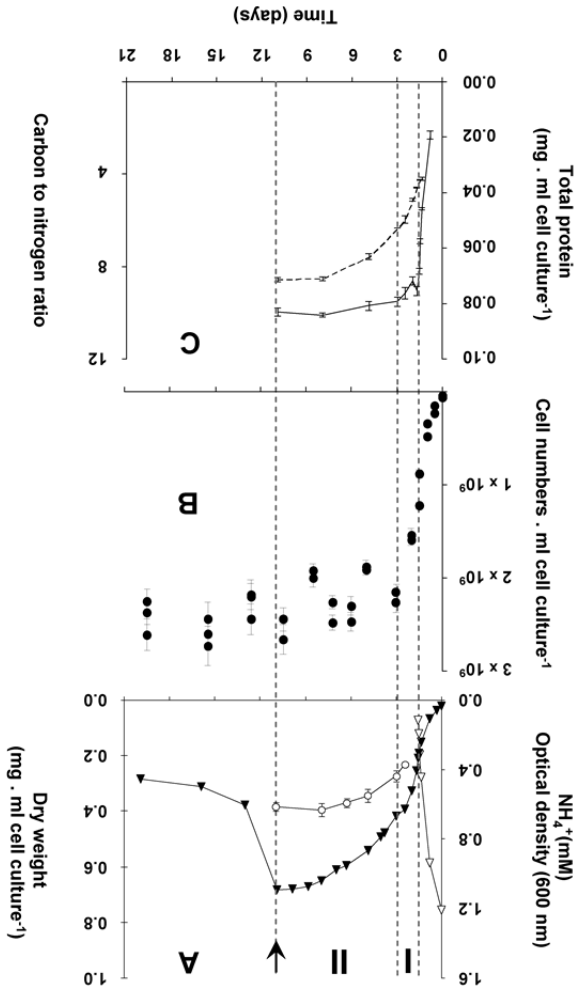 A
I
II
NH₄⁺(mM)
Optical density (600 nm)
1.6
1.2
0.8
0.4
0.0
Dry weight
(mg . ml cell culture⁻¹)
1.0
0.8
0.6
0.4
0.2
0.0
B
Cell numbers . ml cell culture⁻¹
3 x 10⁹
2 x 10⁹
1 x 10⁹
C
Total protein
(mg . ml cell culture⁻¹)
0.10
0.08
0.06
0.04
0.02
0.00
Carbon to nitrogen ratio
12
8
4
0 3 6 9 12 15 18 21
Time (days)